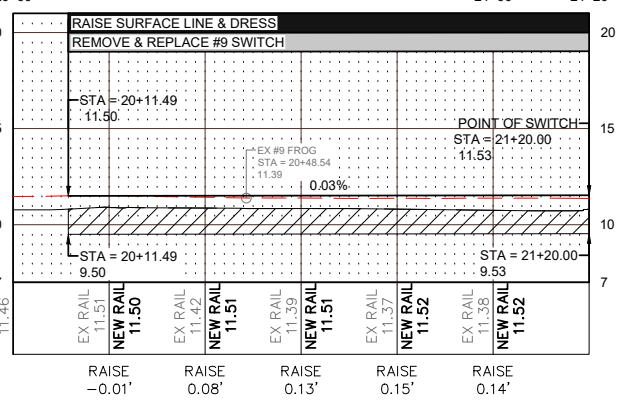 RAISE SURFACE LINE & DRESS
REMOVE & REPLACE #9 SWITCH
20
STA = 20+11.49
11.50
POINT OF SWITCH
STA = 21+20.00
11.53
15
EX #9 FROG
STA = 20+48.54
11.39
0.03%
10
STA = 20+11.49
9.50
STA = 21+20.00
9.53
7
11.46
EX RAIL
11.51
NEW RAIL
11.50
EX RAIL
11.42
NEW RAIL
11.51
EX RAIL
11.39
NEW RAIL
11.51
EX RAIL
11.37
NEW RAIL
11.52
EX RAIL
11.38
NEW RAIL
11.52
RAISE
-0.01'
RAISE
0.08'
RAISE
0.13'
RAISE
0.15'
RAISE
0.14'